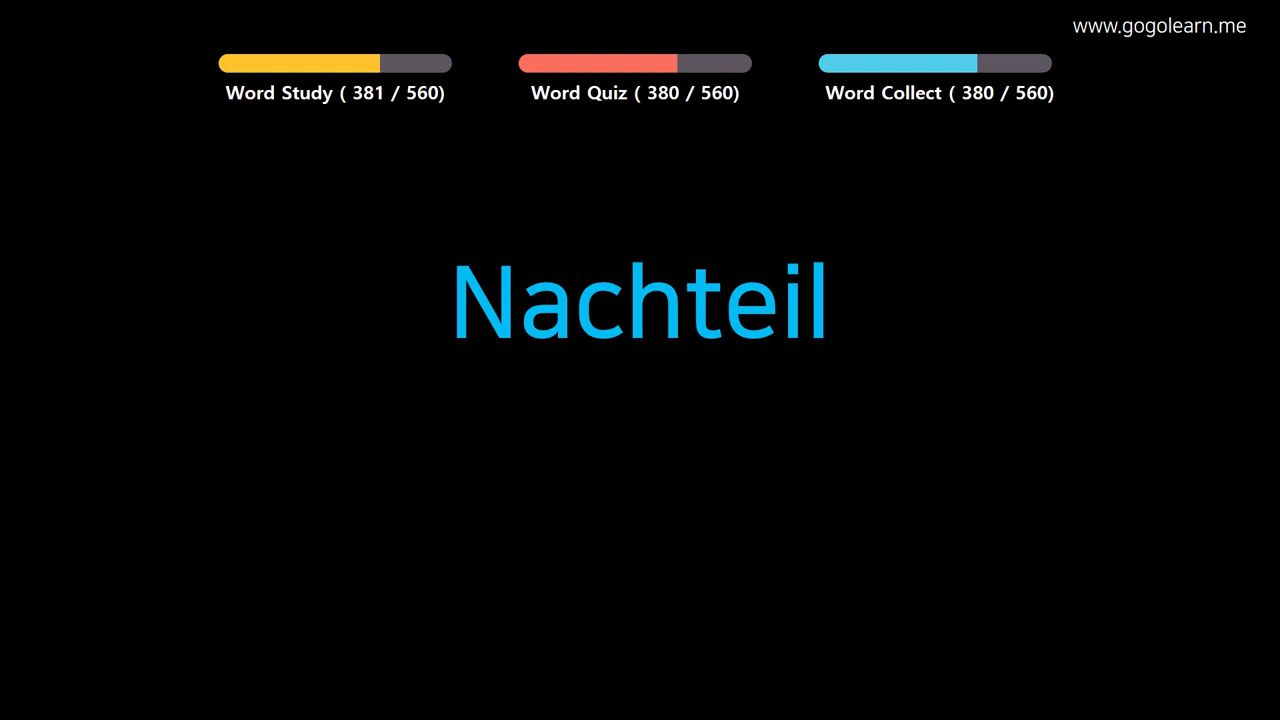 www.gogolearn.me
Word Study ( 381 / 560)
Word Quiz ( 380 / 560)
Word Collect ( 380 / 560)
Nachteil